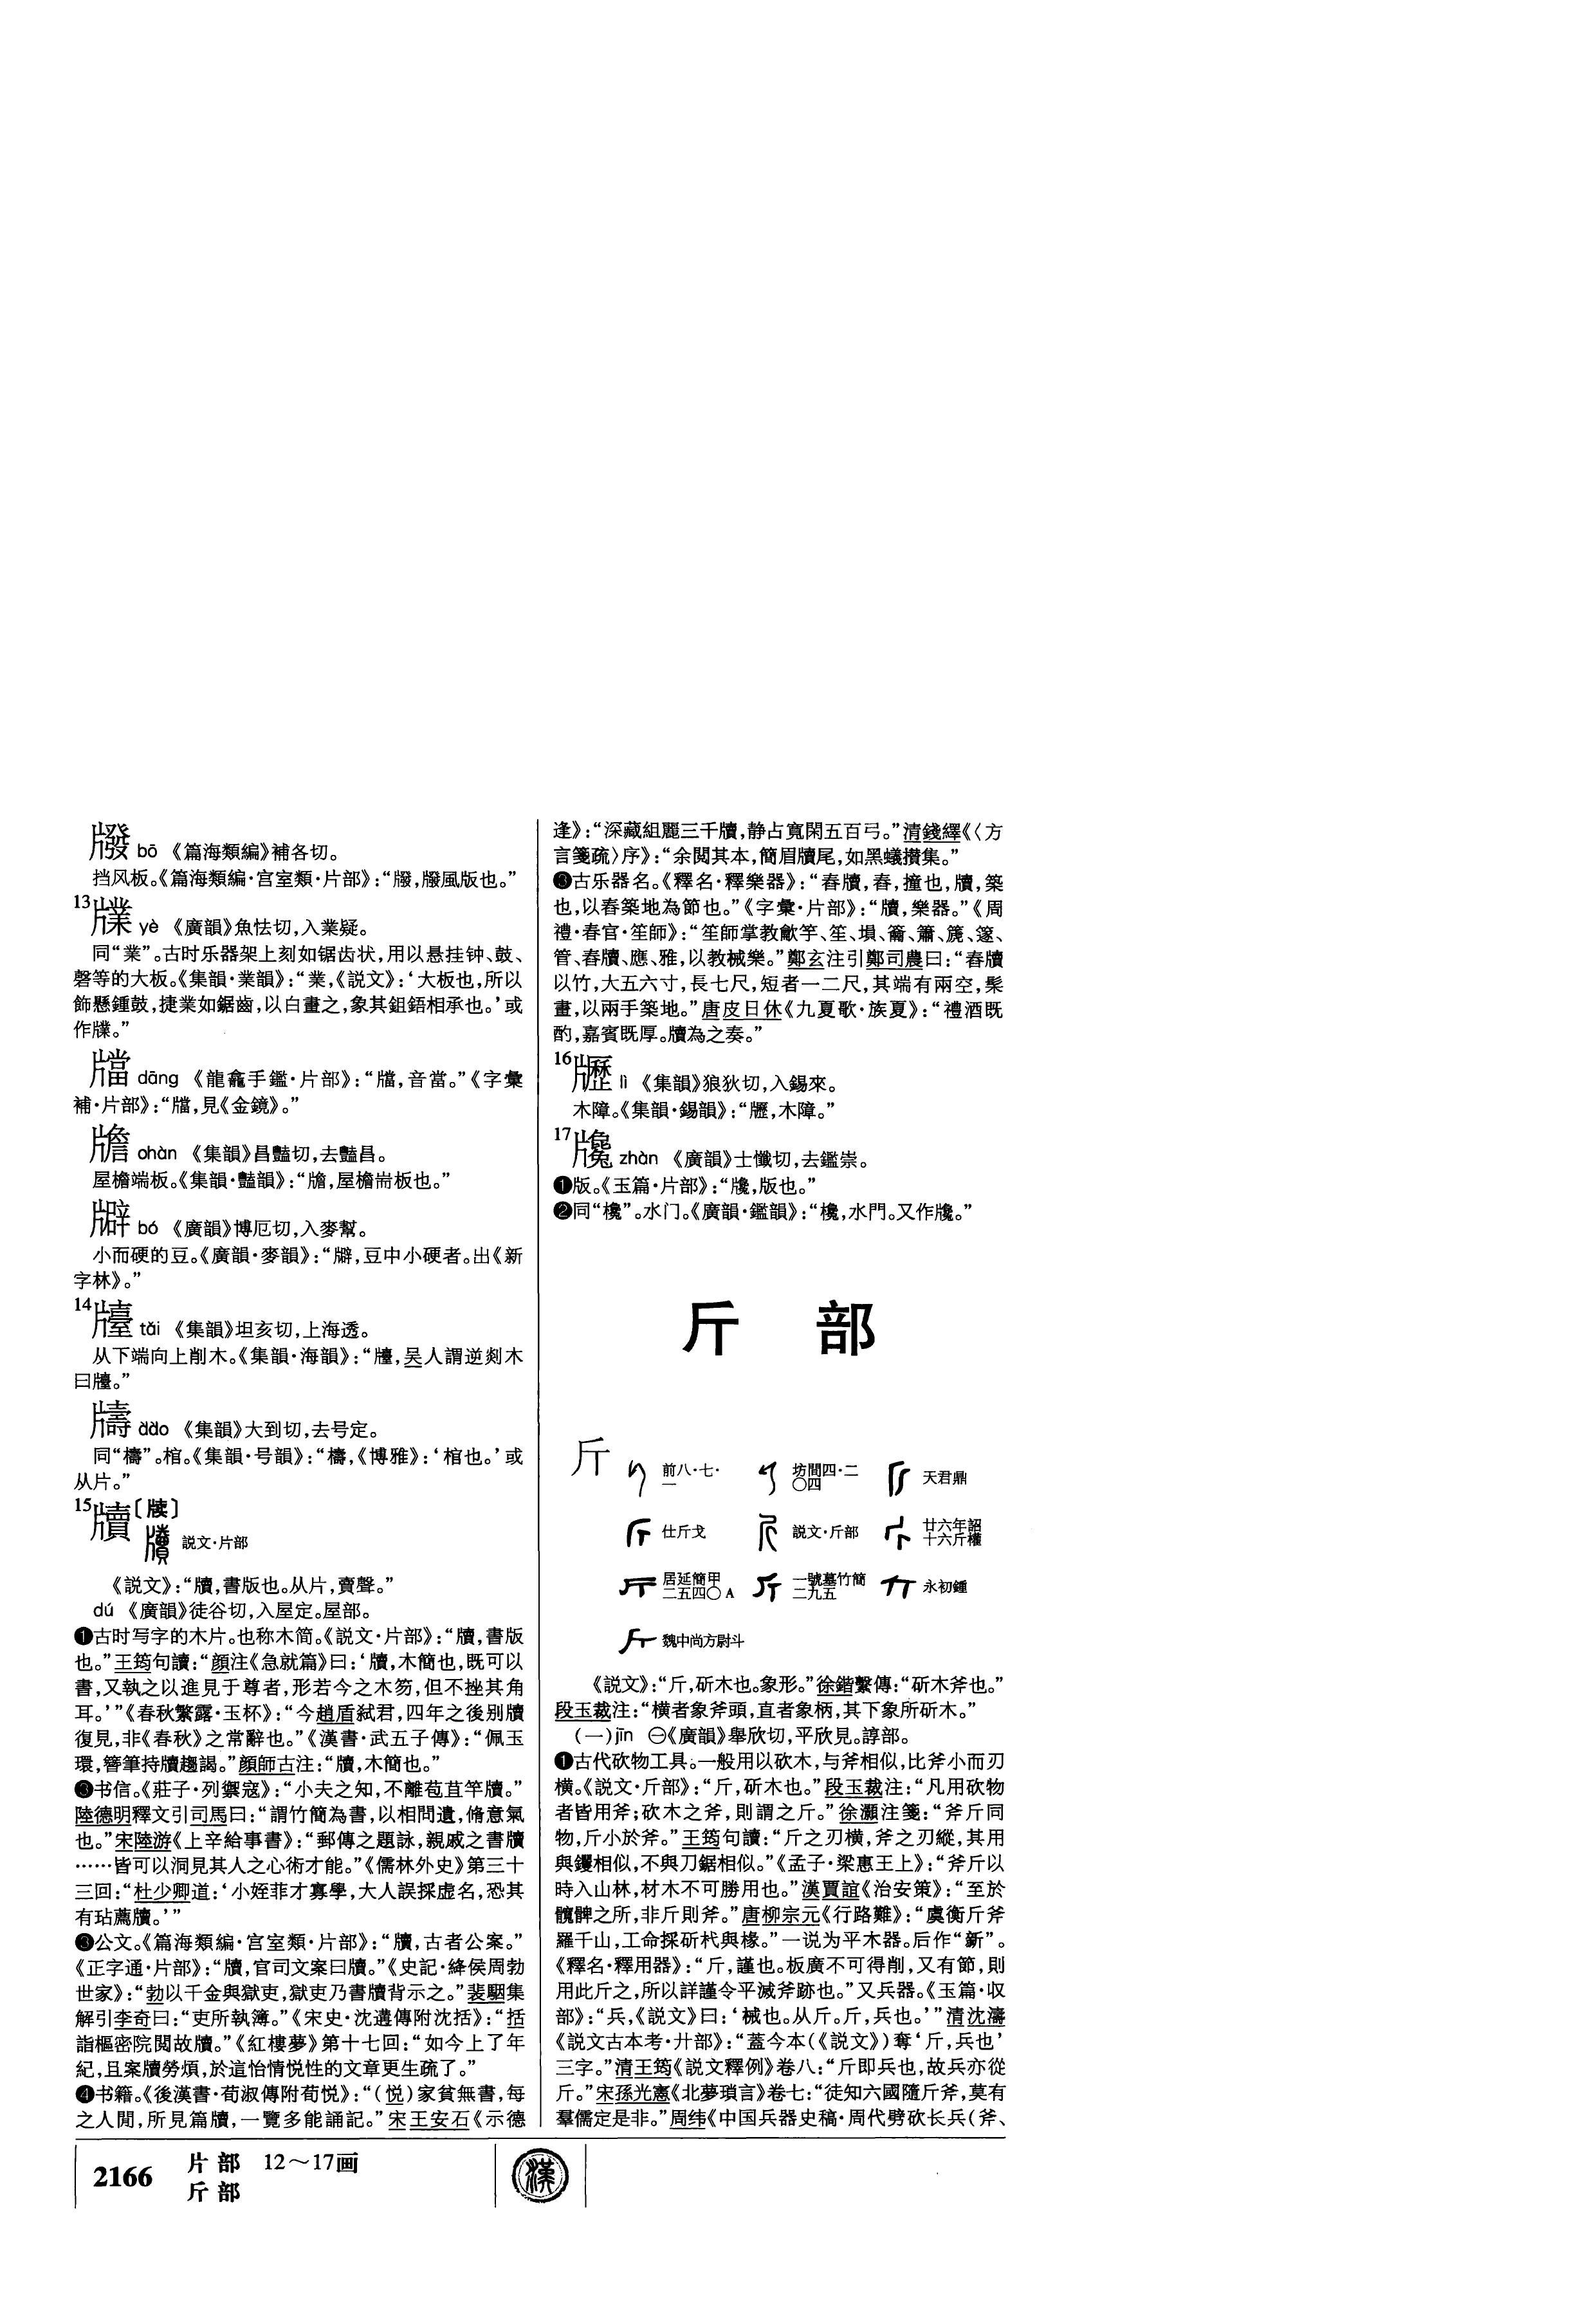 bō 《篇海類編》補各切。
挡风板。《篇海類編·宫室類·片部》：“𤗺，𤗺風版也。”
13 牃 yè 《廣韻》魚怯切，入業疑。
同“業”。古时乐器架上刻如锯齿状，用以悬挂钟、鼓、
磬等的大板。《集韻·業韻》：“業，《説文》：‘大板也，所以
飾懸鍾鼓，捷業如鋸齒，以白畫之，象其鉏鋙相承也。’或
作牃。”
dāng 《龍龕手鑑·片部》：“，音當。”《字彙
補·片部》：“，見《金鏡》。”
ohàn 《集韻》昌豔切，去豔昌。
屋檐端板。《集韻·豔韻》：“，屋檐耑板也。”
bó 《廣韻》博厄切，入麥幫。
小而硬的豆。《廣韻·麥韻》：“，豆中小硬者。出《新
字林》。”
14 tǎi 《集韻》坦亥切，上海透。
从下端向上削木。《集韻·海韻》：“，吴人謂逆剡木
曰。”
dào 《集韻》大到切，去号定。
同“檮”。棺。《集韻·号韻》：“檮，《博雅》：‘棺也。’或
从片。”
15 牘〔牍〕
説文·片部
《説文》：“牘，書版也。从片，賣聲。”
dú 《廣韻》徒谷切，入屋定。屋部。
❶古时写字的木片。也称木简。《説文·片部》：“牘，書版
也。”王筠句讀：“顔注《急就篇》曰：‘牘，木簡也，既可以
書，又執之以進見于尊者，形若今之木笏，但不挫其角
耳。’”《春秋繁露·玉杯》：“今趙盾弑君，四年之後别牘
復見，非《春秋》之常辭也。”《漢書·武五子傳》：“佩玉
環，簪筆持牘趨謁。”顔師古注：“牘，木簡也。”
❸书信。《莊子·列禦寇》：“小夫之知，不離苞苴竿牘。”
陸德明釋文引司馬曰：“謂竹簡為書，以相問遺，脩意氣
也。”宋陸游《上辛給事書》：“郵傳之題詠，親戚之書牘
……皆可以洞見其人之心術才能。”《儒林外史》第三十
三回：“杜少卿道：‘小姪菲才寡學，大人誤採虚名，恐其
有玷薦牘。’”
❸公文。《篇海類編·宫室類·片部》：“牘，古者公案。”
《正字通·片部》：“牘，官司文案曰牘。”《史記·絳侯周勃
世家》：“勃以千金與獄吏，獄吏乃書牘背示之。”裴駰集
解引李奇曰：“吏所執簿。”《宋史·沈遘傳附沈括》：“括
詣樞密院閲故牘。”《紅樓夢》第十七回：“如今上了年
紀，且案牘勞煩，於這怡情悦性的文章更生疏了。”
❹书籍。《後漢書·荀淑傳附荀悦》：“（悦）家貧無書，每
之人閒，所見篇牘，一覽多能誦記。”宋王安石《示德
逢》：“深藏組麗三千牘，静占寬閑五百弓。”清錢繹《〈方
言箋疏〉序》：“余閲其本，簡眉牘尾，如黑蟻攢集。”
❸古乐器名。《釋名·釋樂器》：“舂牘，舂，撞也，牘，築
也，以舂築地為節也。”《字彙·片部》：“牘，樂器。”《周
禮·春官·笙師》：“笙師掌教龡竽、笙、塤、籥、簫、篪、篴、
管、舂牘、應、雅，以教祴樂。”鄭玄注引鄭司農曰：“舂牘
以竹，大五六寸，長七尺，短者一二尺，其端有兩空，髤
畫，以兩手築地。”唐皮日休《九夏歌·族夏》：“禮酒既
酌，嘉賓既厚。牘為之奏。”
16 lì 《集韻》狼狄切，入錫來。
木障。《集韻·錫韻》：“，木障。”
17 zhàn 《廣韻》士懺切，去鑑崇。
❶版。《玉篇·片部》：“，版也。”
❷同“欃”。水门。《廣韻·鑑韻》：“欃，水門。又作。”
斤 部
斤 前八·七·一 坊間四·二〇四 天君鼎
仕斤戈 説文·斤部 廿六年詔十六斤權
居延簡甲二五四〇A 一號墓竹簡二九五 永初鍾
魏中尚方尉斗
《説文》：“斤，斫木也。象形。”徐鍇繫傳：“斫木斧也。”
段玉裁注：“横者象斧頭，直者象柄，其下象所斫木。”
（一）jīn ㊀《廣韻》舉欣切，平欣見。諄部。
❶古代砍物工具。一般用以砍木，与斧相似，比斧小而刃
横。《説文·斤部》：“斤，斫木也。”段玉裁注：“凡用砍物
者皆用斧；砍木之斧，則謂之斤。”徐灝注箋：“斧斤同
物，斤小於斧。”王筠句讀：“斤之刃横，斧之刃縱，其用
與钁相似，不與刀鋸相似。”《孟子·梁惠王上》：“斧斤以
時入山林，材木不可勝用也。”漢賈誼《治安策》：“至於
髖髀之所，非斤則斧。”唐柳宗元《行路難》：“虞衡斤斧
羅千山，工命採斫杙與椽。”一说为平木器。后作“釿”。
《釋名·釋用器》：“斤，謹也。板廣不可得削，又有節，則
用此斤之，所以詳謹令平滅斧跡也。”又兵器。《玉篇·収
部》：“兵，《説文》曰：‘械也。从斤。斤，兵也。’”清沈濤
《説文古本考·廾部》：“蓋今本（《説文》）奪‘斤，兵也’
三字。”清王筠《説文釋例》卷八：“斤即兵也，故兵亦從
斤。”宋孫光憲《北夢瑣言》卷七：“徒知六國隨斤斧，莫有
羣儒定是非。”周纬《中国兵器史稿·周代劈砍长兵（斧、
2166 片部 12～17画
斤部
漢